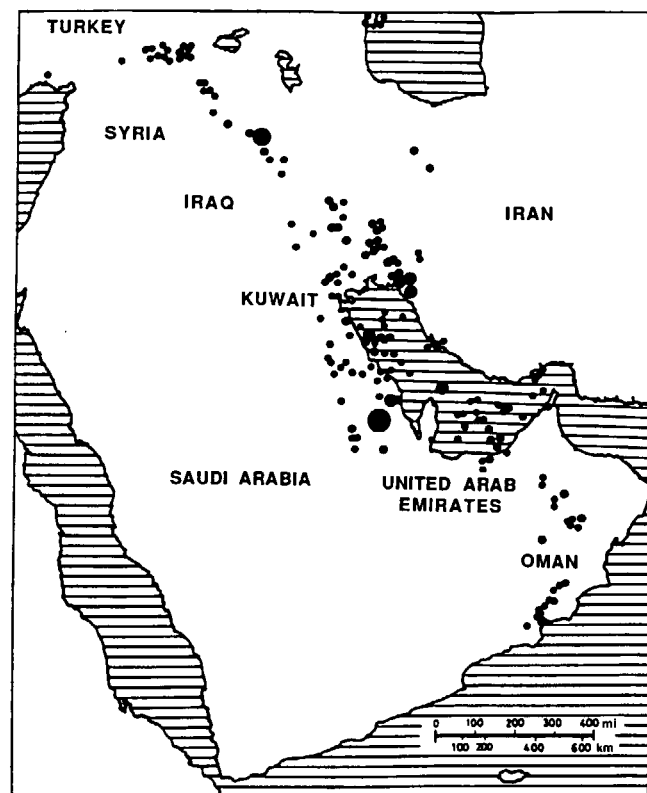 TURKEY
SYRIA
IRAQ
IRAN
KUWAIT
SAUDI ARABIA
UNITED ARAB
EMIRATES
OMAN
0 100 200 300 400 mi
100 200 400 600 km